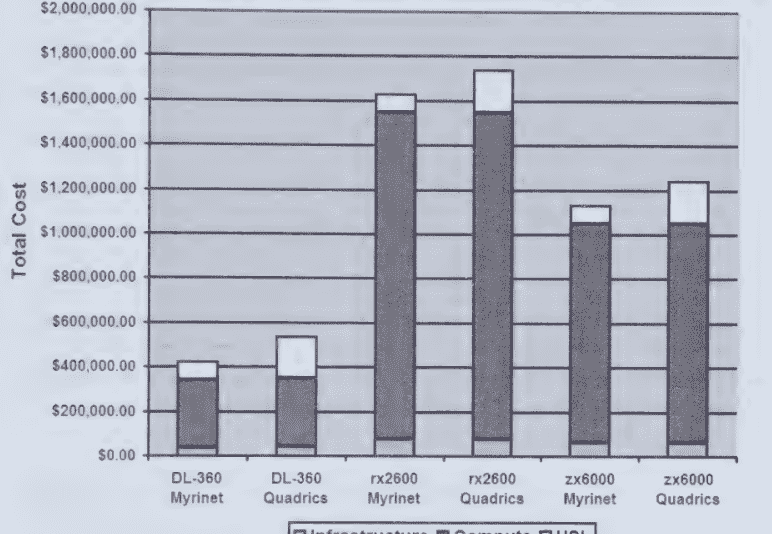 $2,000,000.00
$1,800,000.00
$1,600,000.00
$1,400,000.00
$1,200,000.00
$1,000,000.00
$800,000.00
$600,000.00
$400,000.00
$200,000.00
$0.00
Total Cost
DL-360 DL-360 rx2600 rx2600 zx6000 zx6000
Myrinet Quadrics Myrinet Quadrics Myrinet Quadrics
Infrastructure Compute